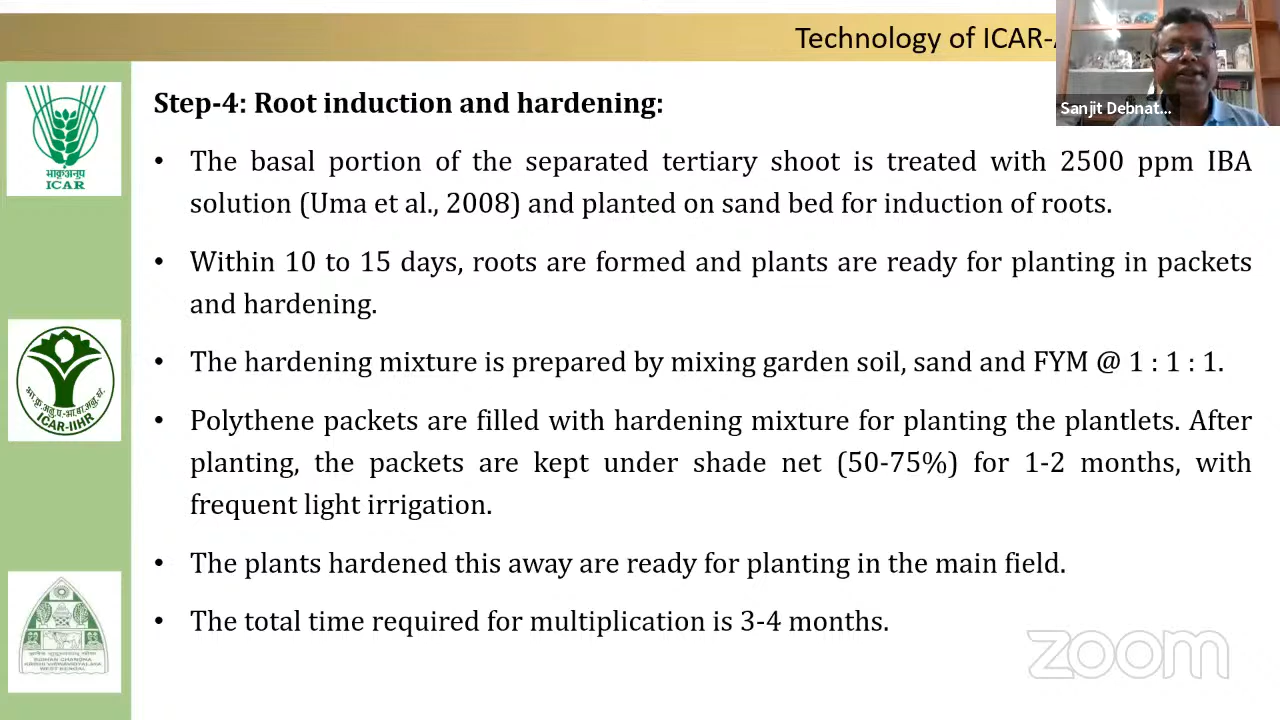 Technology of ICAR-
Sanjit Debnat...
Step-4: Root induction and hardening:
• The basal portion of the separated tertiary shoot is treated with 2500 ppm IBA
solution (Uma et al., 2008) and planted on sand bed for induction of roots.
• Within 10 to 15 days, roots are formed and plants are ready for planting in packets
and hardening.
• The hardening mixture is prepared by mixing garden soil, sand and FYM @ 1 : 1 : 1.
• Polythene packets are filled with hardening mixture for planting the plantlets. After
planting, the packets are kept under shade net (50-75%) for 1-2 months, with
frequent light irrigation.
• The plants hardened this away are ready for planting in the main field.
• The total time required for multiplication is 3-4 months.
भाकृअनुप
ICAR
ICAR-IIHR
WEST BENGAL
zoom